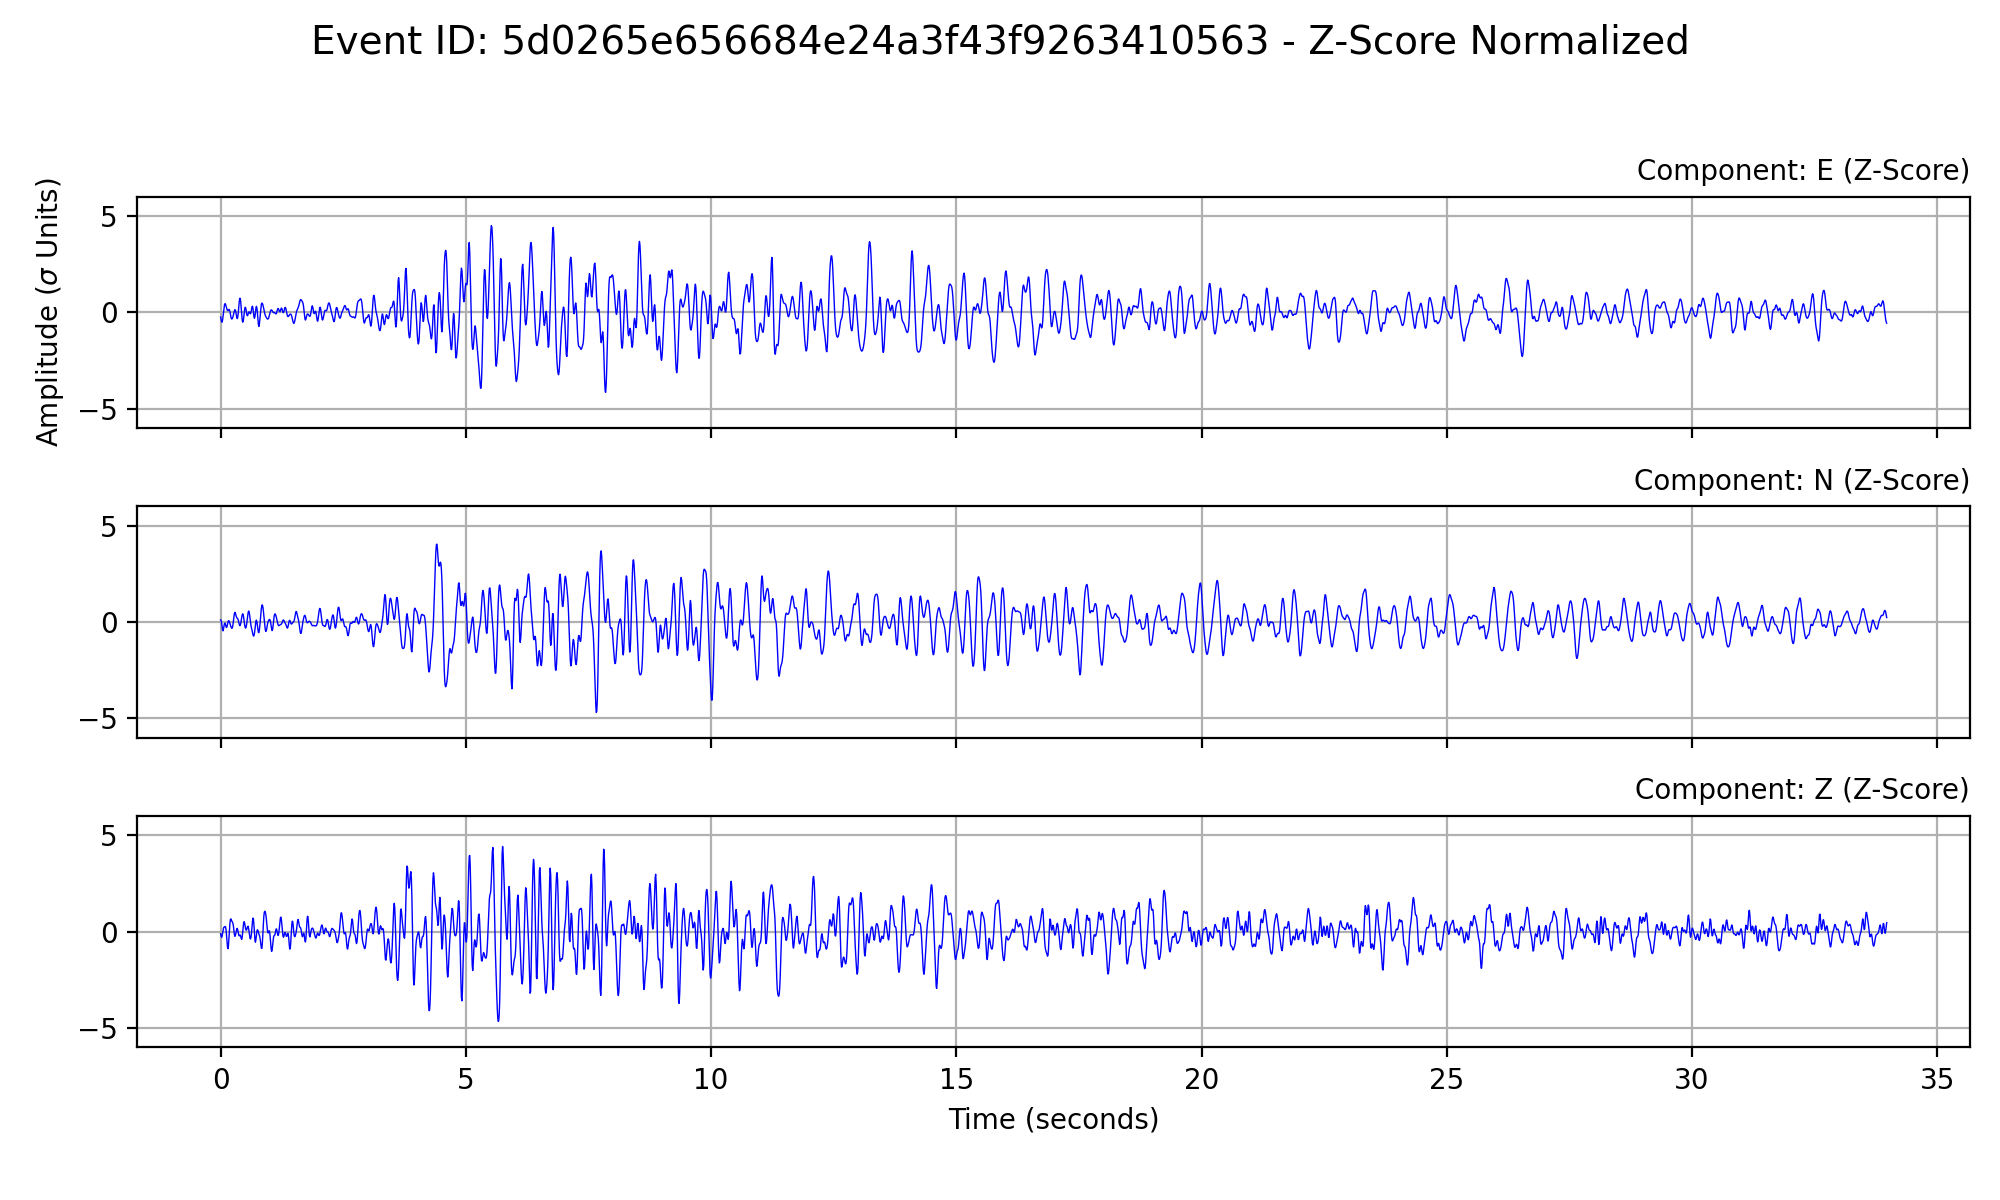 Event ID: 5d0265e656684e24a3f43f9263410563 - Z-Score Normalized
Component: E (Z-Score)
Amplitude (σ Units)
5
0
−5
Component: N (Z-Score)
5
0
−5
Component: Z (Z-Score)
5
0
−5
0 5 10 15 20 25 30 35
Time (seconds)